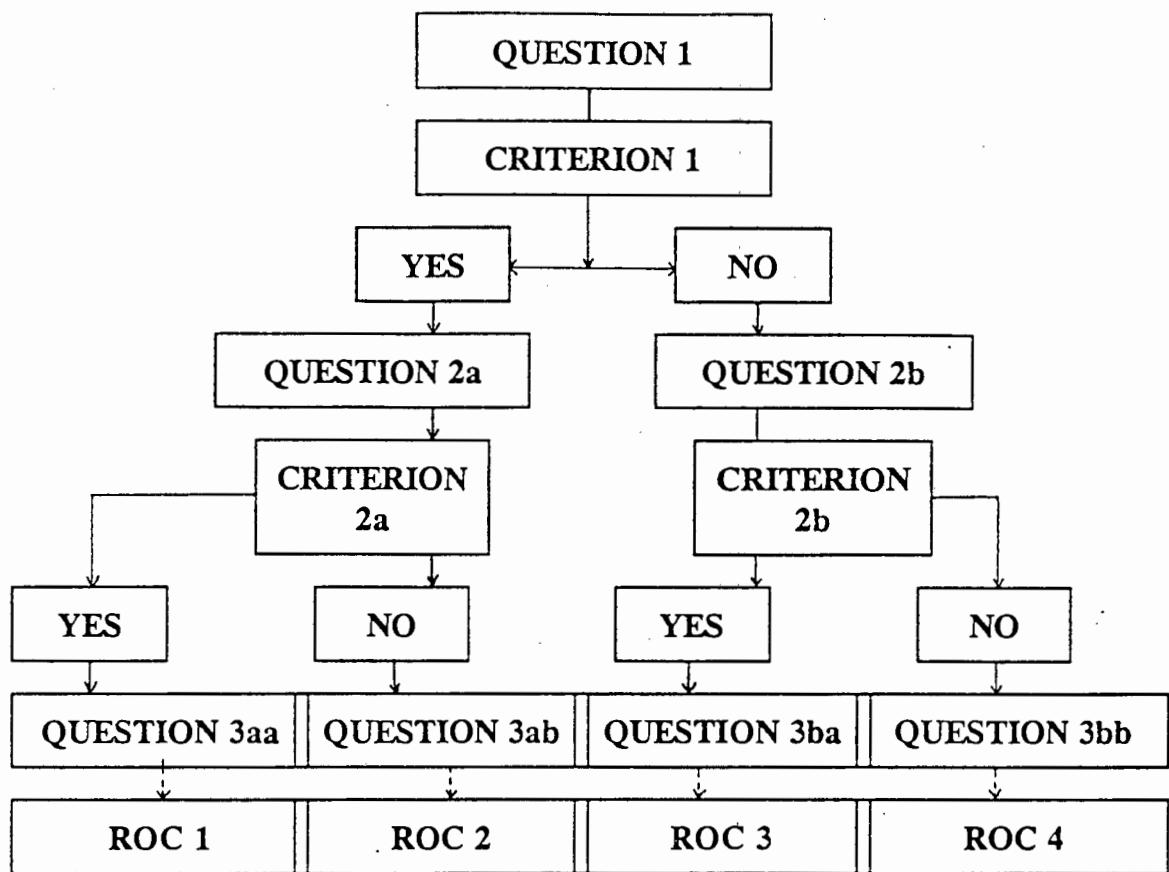 QUESTION 1
CRITERION 1
YES
NO
QUESTION 2a
QUESTION 2b
CRITERION
2a
CRITERION
2b
YES
NO
YES
NO
QUESTION 3aa
QUESTION 3ab
QUESTION 3ba
QUESTION 3bb
ROC 1
ROC 2
ROC 3
ROC 4